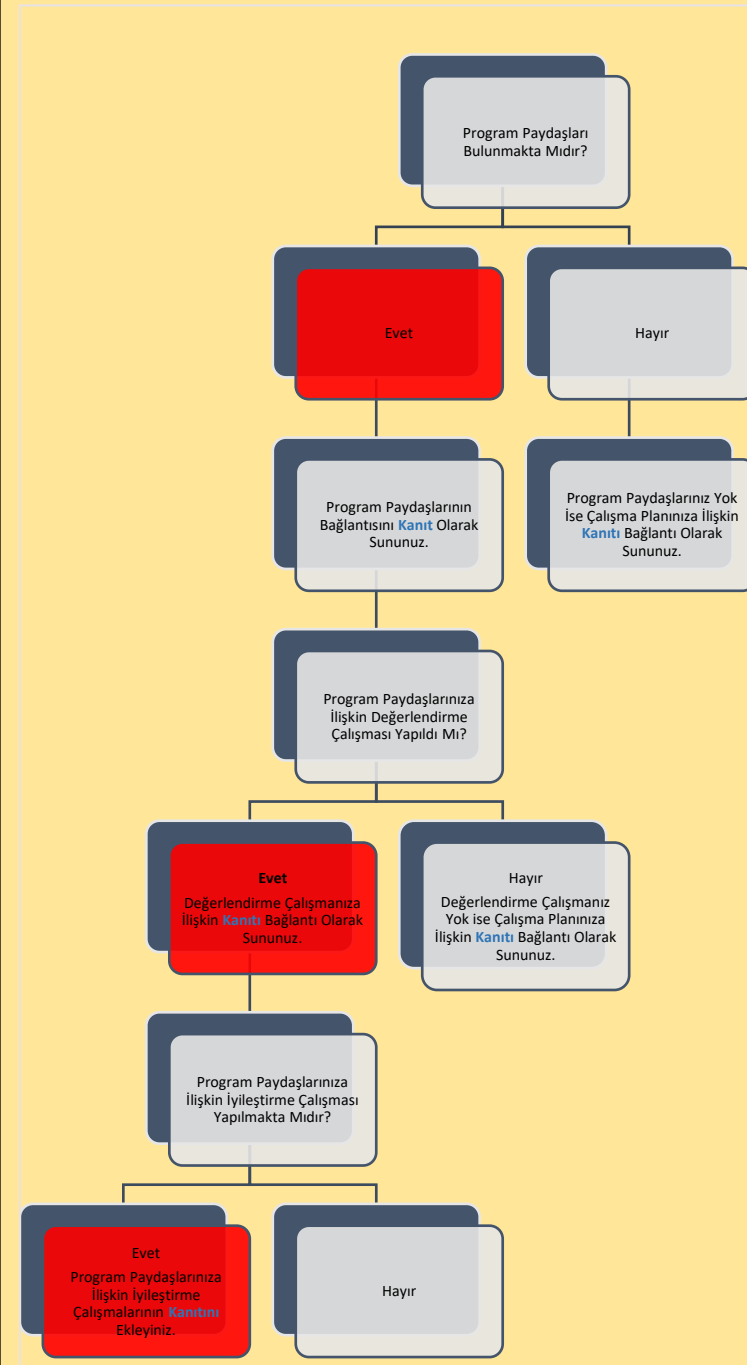 Program Paydaşları
Bulunmakta Mıdır?
Evet
Hayır
Program Paydaşlarının
Bağlantısını Kanıt Olarak
Sununuz.
Program Paydaşlarınız Yok
İse Çalışma Planınıza İlişkin
Kanıtı Bağlantı Olarak
Sununuz.
Program Paydaşlarınıza
İlişkin Değerlendirme
Çalışması Yapıldı Mı?
Evet
Değerlendirme Çalışmanıza
İlişkin Kanıtı Bağlantı Olarak
Sununuz.
Hayır
Değerlendirme Çalışmanız
Yok ise Çalışma Planınıza
İlişkin Kanıtı Bağlantı Olarak
Sununuz.
Program Paydaşlarınıza
İlişkin İyileştirme Çalışması
Yapılmakta Mıdır?
Evet
Program Paydaşlarınıza
İlişkin İyileştirme
Çalışmalarının Kanıtını
Ekleyiniz.
Hayır